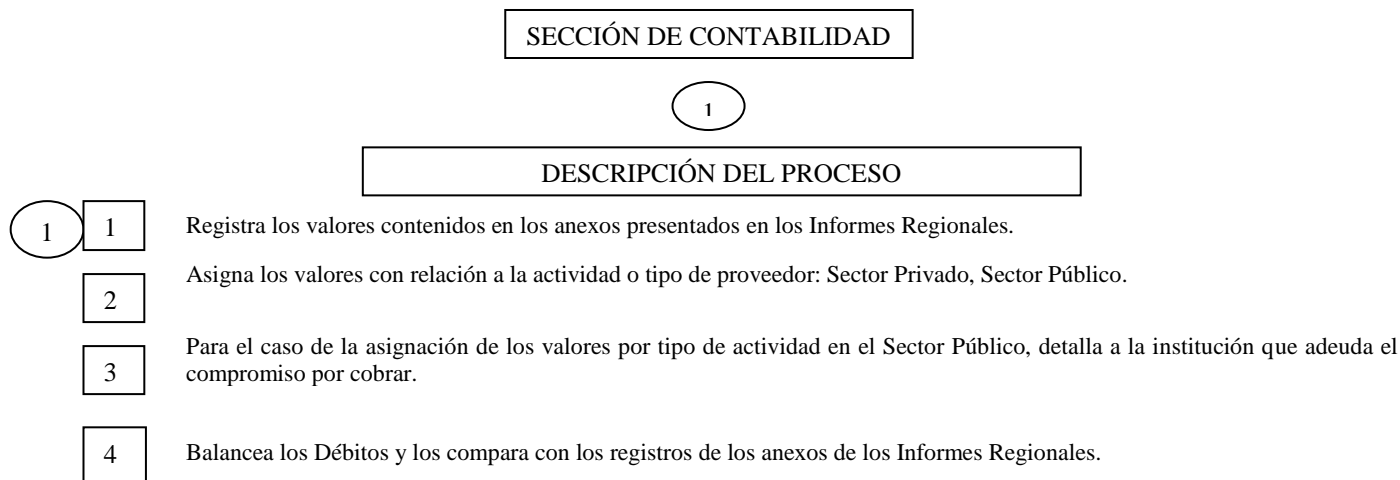 SECCIÓN DE CONTABILIDAD
1
DESCRIPCIÓN DEL PROCESO
1 1 Registra los valores contenidos en los anexos presentados en los Informes Regionales.
2 Asigna los valores con relación a la actividad o tipo de proveedor: Sector Privado, Sector Público.
3 Para el caso de la asignación de los valores por tipo de actividad en el Sector Público, detalla a la institución que adeuda el
compromiso por cobrar.
4 Balancea los Débitos y los compara con los registros de los anexos de los Informes Regionales.